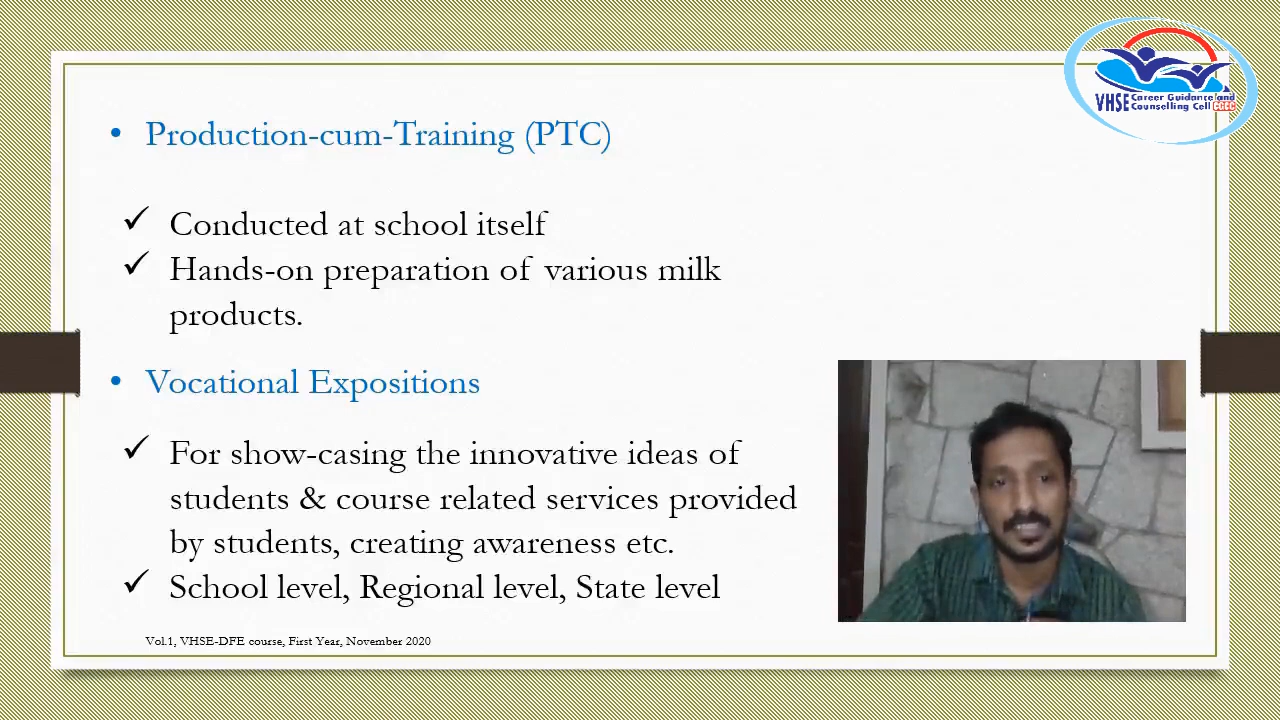 VHSE Career Guidance and
Counselling Cell CGCC
• Production-cum-Training (PTC)
✓ Conducted at school itself
✓ Hands-on preparation of various milk
products.
• Vocational Expositions
✓ For show-casing the innovative ideas of
students & course related services provided
by students, creating awareness etc.
✓ School level, Regional level, State level
Vol.1, VHSE-DFE course, First Year, November 2020